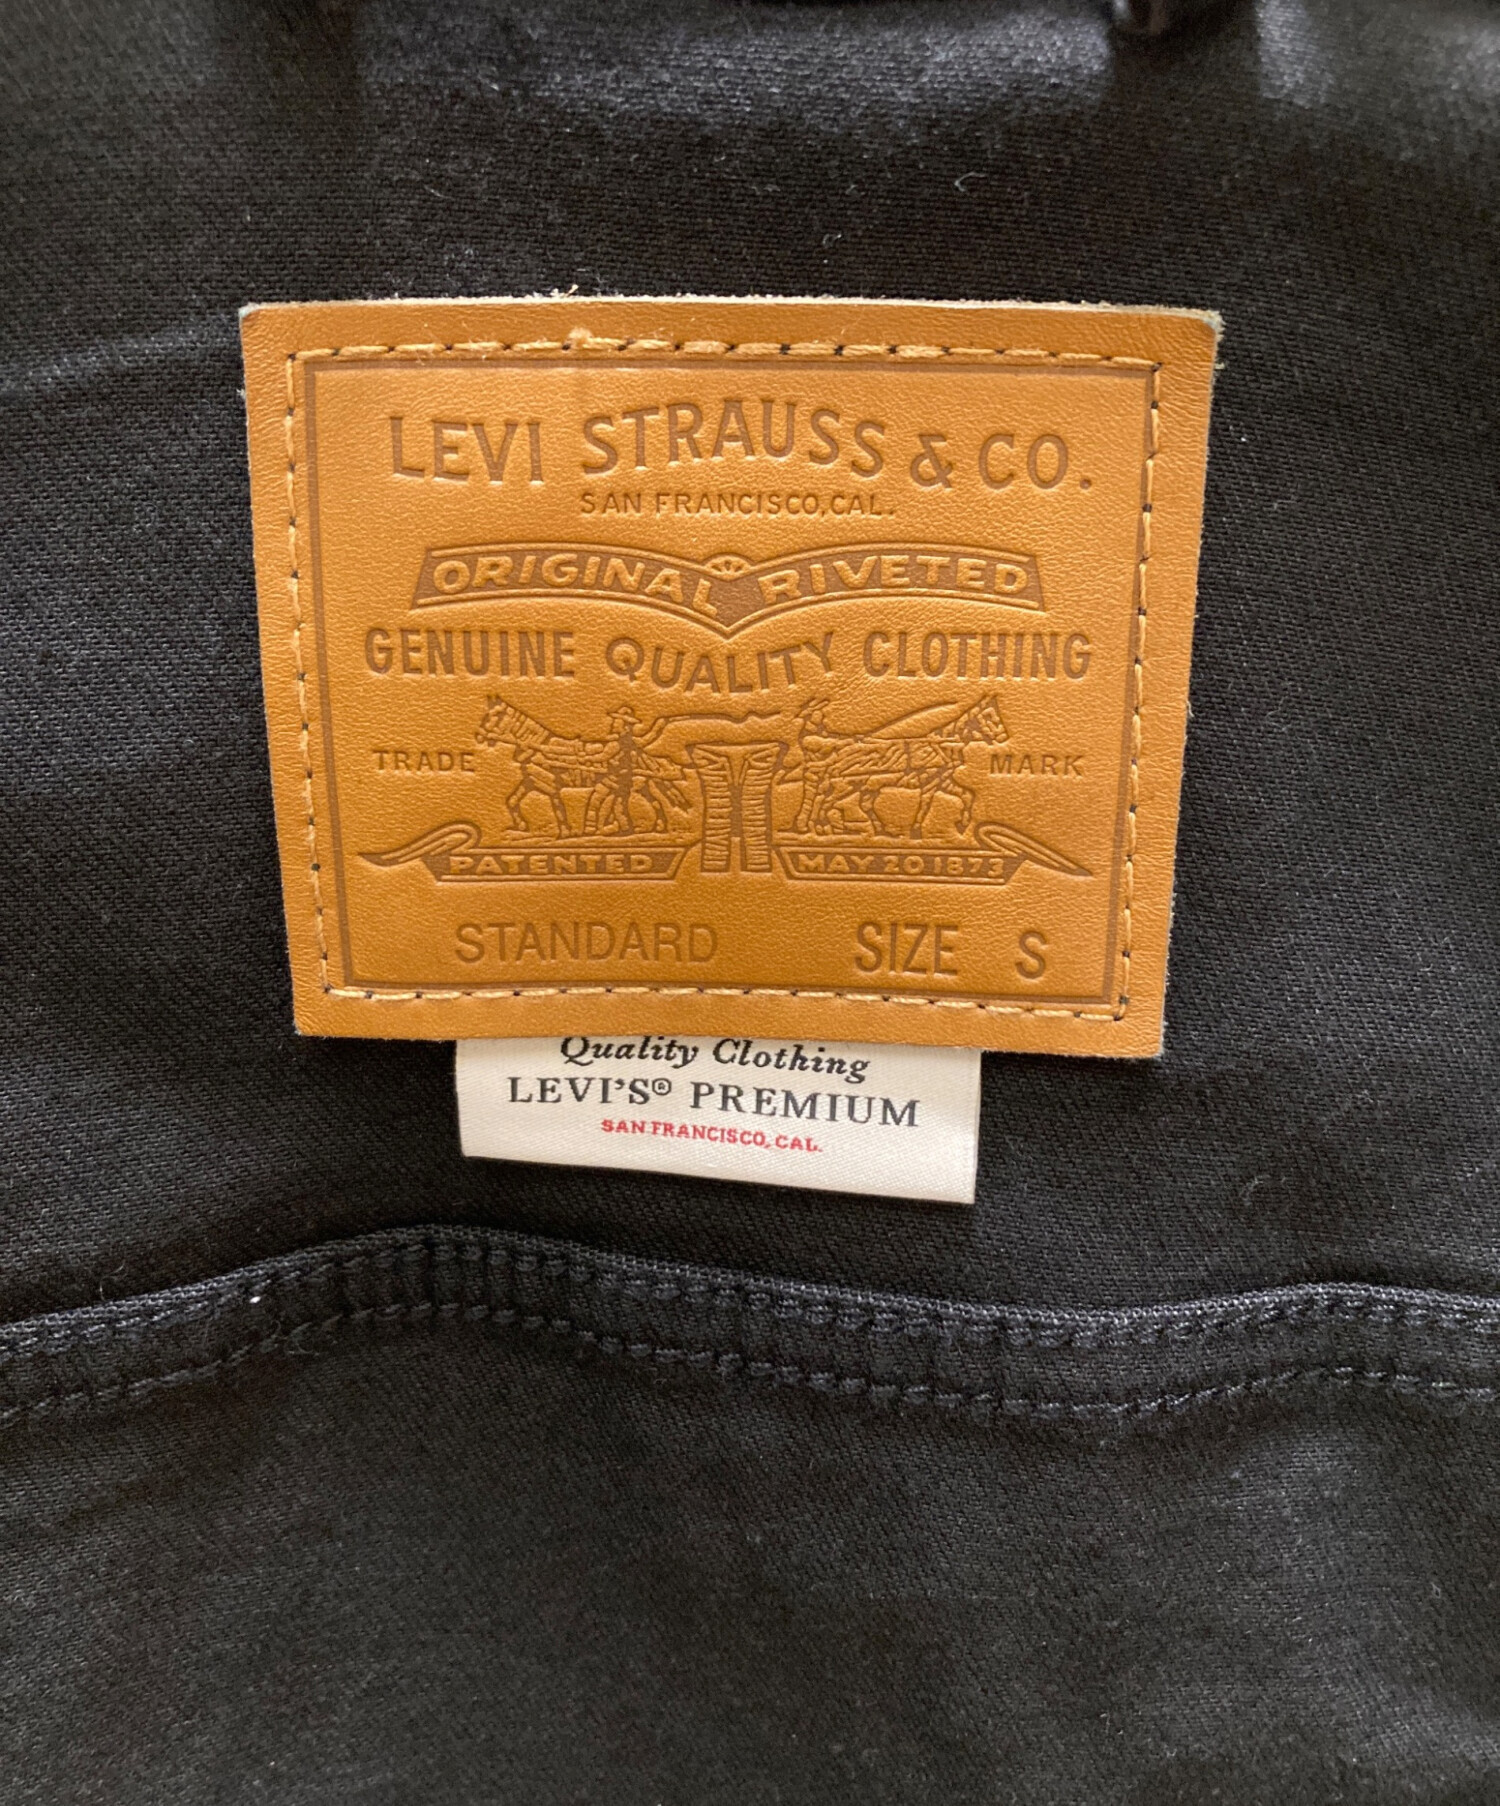 LEVI STRAUSS & CO.
SAN FRANCISCO, CAL.
ORIGINAL RIVETED
GENUINE QUALITY CLOTHING
TRADE MARK
PATENTED MAY 20 1873
STANDARD SIZE S
Quality Clothing
LEVI'S® PREMIUM
SAN FRANCISCO, CAL.